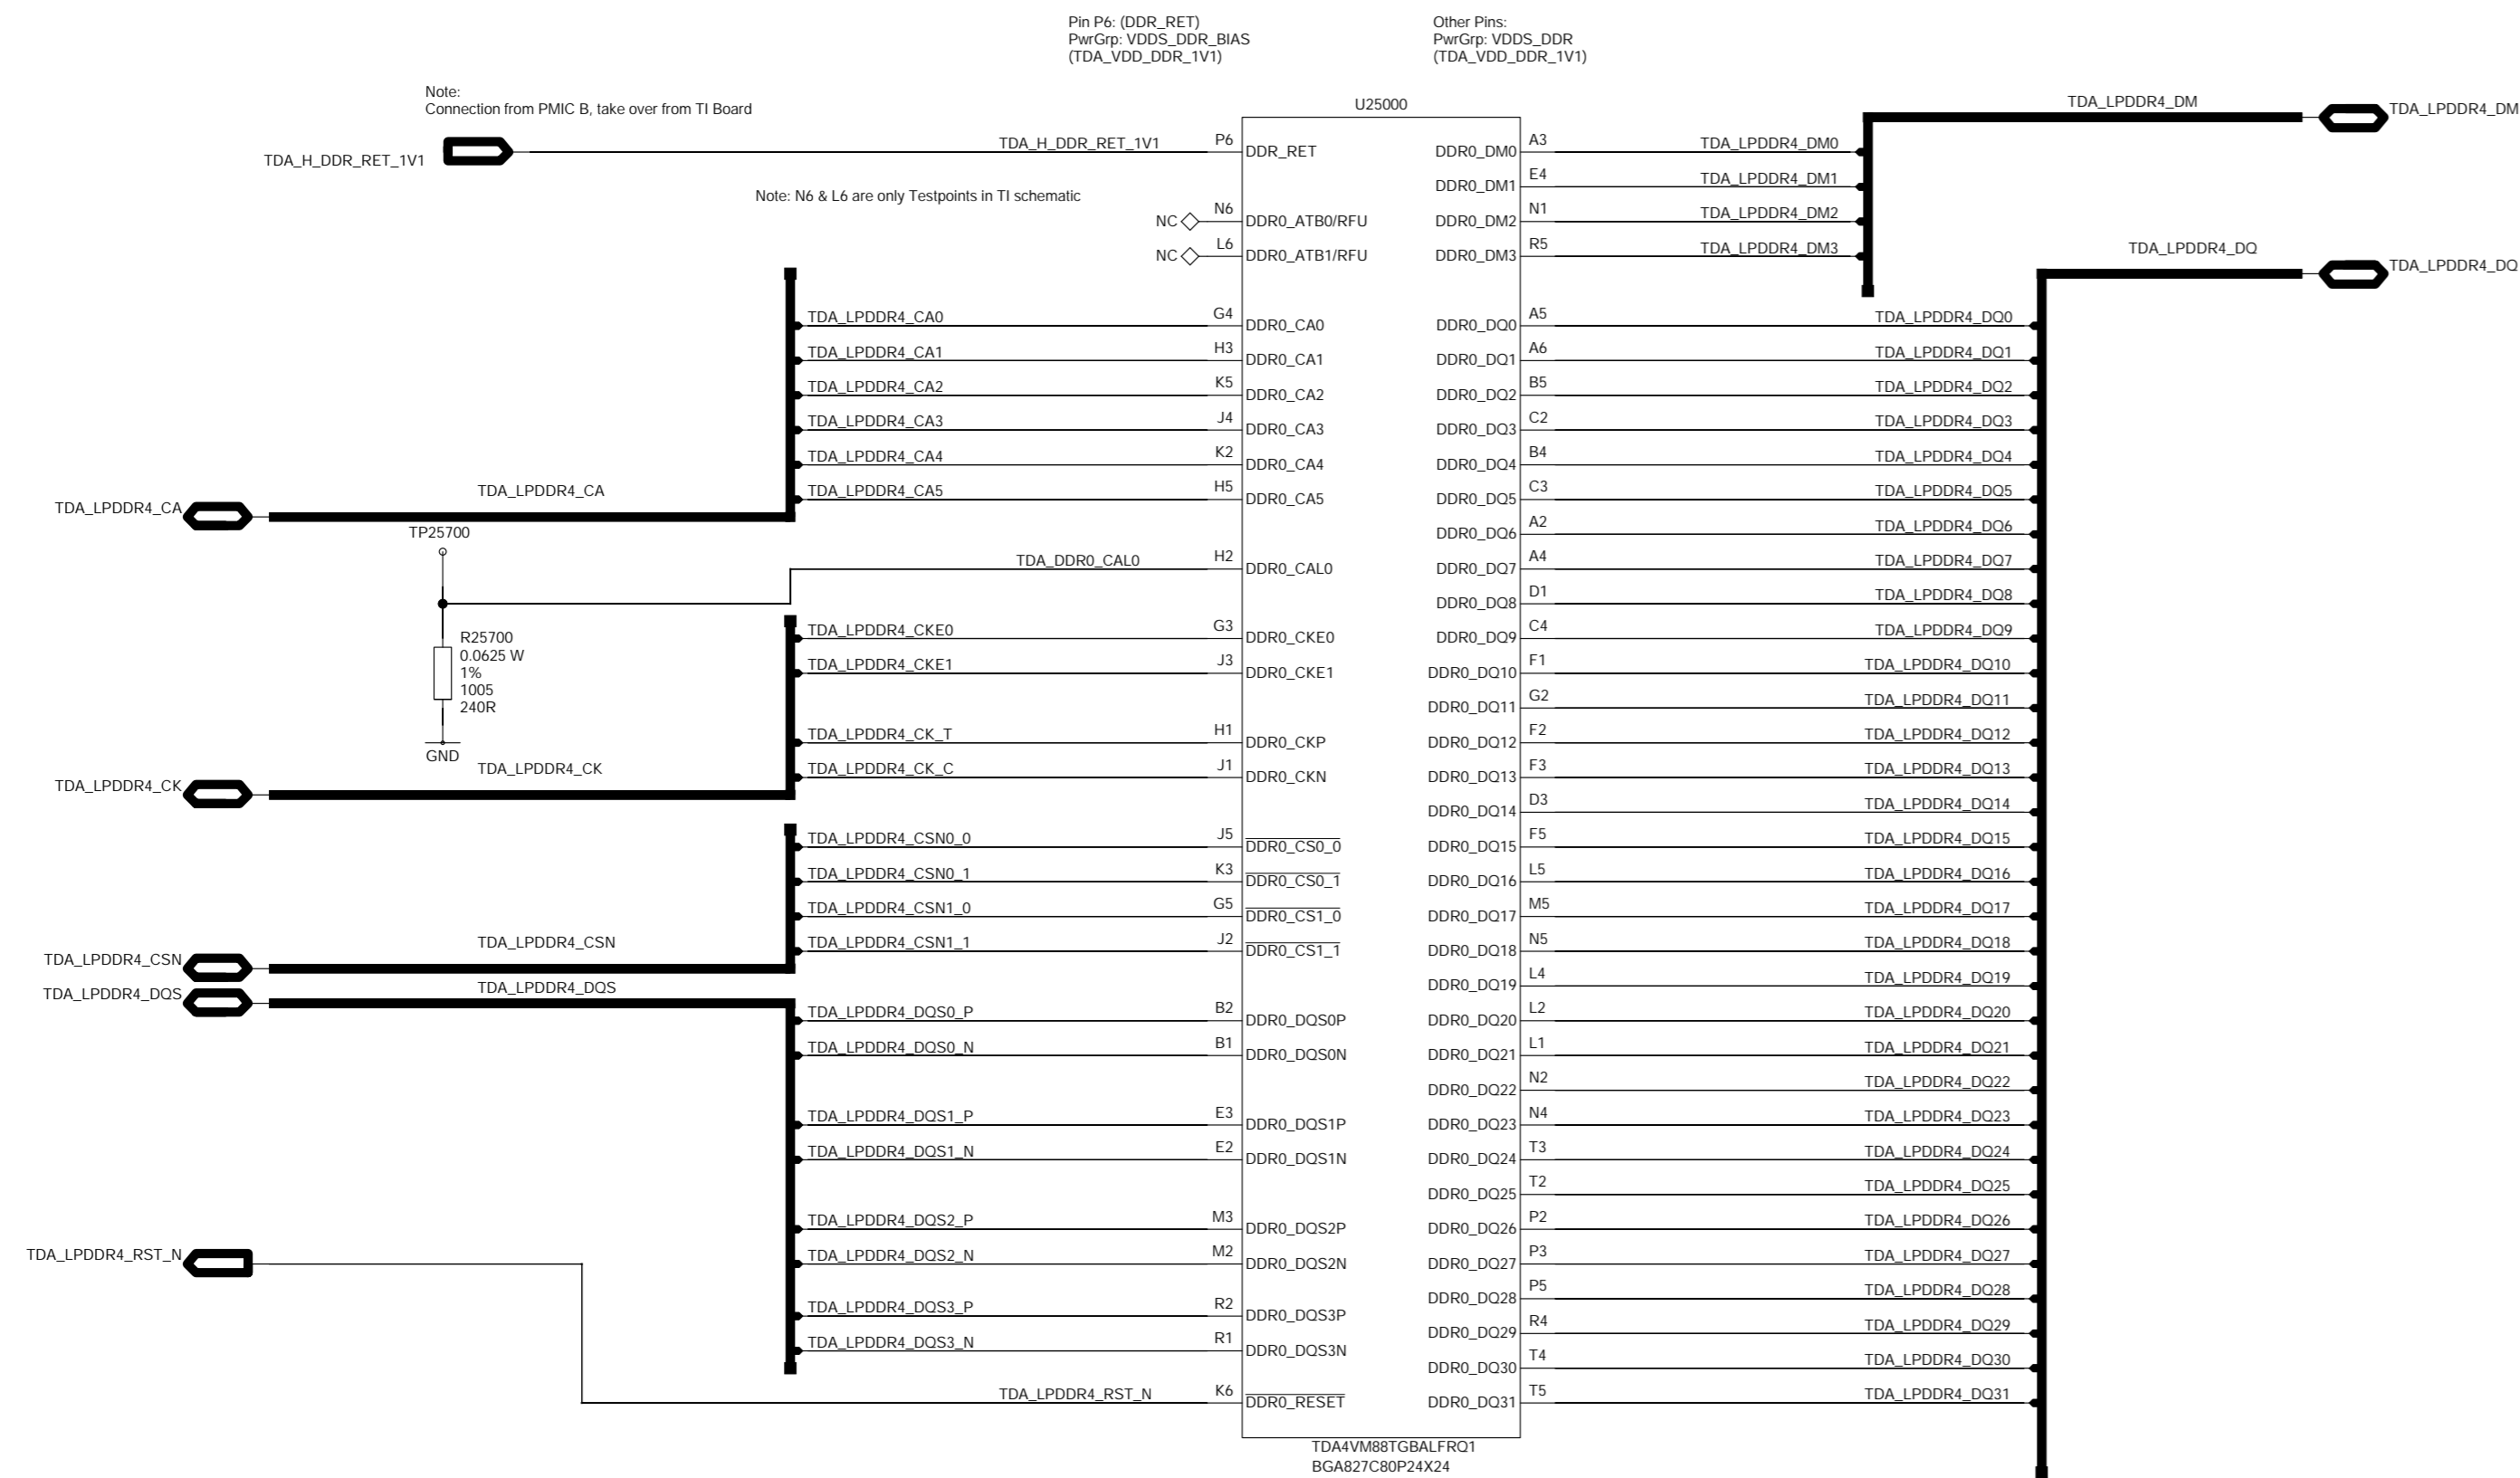 Pin P6: (DDR_RET)
PwrGrp: VDDS_DDR_BIAS
(TDA_VDD_DDR_1V1)
Other Pins:
PwrGrp: VDDS_DDR
(TDA_VDD_DDR_1V1)
Note:
Connection from PMIC B, take over from TI Board
U25000
TDA_LPDDR4_DM
TDA_LPDDR4_DM
TDA_H_DDR_RET_1V1
TDA_H_DDR_RET_1V1 P6 DDR_RET
DDR0_DM0 A3 TDA_LPDDR4_DM0
DDR0_DM1 E4 TDA_LPDDR4_DM1
Note: N6 & L6 are only Testpoints in TI schematic
NC N6 DDR0_ATB0/RFU
DDR0_DM2 N1 TDA_LPDDR4_DM2
NC L6 DDR0_ATB1/RFU
DDR0_DM3 R5 TDA_LPDDR4_DM3
TDA_LPDDR4_DQ
TDA_LPDDR4_DQ
TDA_LPDDR4_CA0 G4 DDR0_CA0
DDR0_DQ0 A5 TDA_LPDDR4_DQ0
TDA_LPDDR4_CA1 H3 DDR0_CA1
DDR0_DQ1 A6 TDA_LPDDR4_DQ1
TDA_LPDDR4_CA2 K5 DDR0_CA2
DDR0_DQ2 B5 TDA_LPDDR4_DQ2
TDA_LPDDR4_CA3 J4 DDR0_CA3
DDR0_DQ3 C2 TDA_LPDDR4_DQ3
TDA_LPDDR4_CA4 K2 DDR0_CA4
DDR0_DQ4 B4 TDA_LPDDR4_DQ4
TDA_LPDDR4_CA
TDA_LPDDR4_CA
TDA_LPDDR4_CA5 H5 DDR0_CA5
DDR0_DQ5 C3 TDA_LPDDR4_DQ5
TP25700
DDR0_DQ6 A2 TDA_LPDDR4_DQ6
TDA_DDR0_CAL0 H2 DDR0_CAL0
DDR0_DQ7 A4 TDA_LPDDR4_DQ7
DDR0_DQ8 D1 TDA_LPDDR4_DQ8
R25700
0.0625 W
1%
1005
240R
GND
TDA_LPDDR4_CKE0 G3 DDR0_CKE0
DDR0_DQ9 C4 TDA_LPDDR4_DQ9
TDA_LPDDR4_CKE1 J3 DDR0_CKE1
DDR0_DQ10 F1 TDA_LPDDR4_DQ10
DDR0_DQ11 G2 TDA_LPDDR4_DQ11
TDA_LPDDR4_CK_T H1 DDR0_CKP
DDR0_DQ12 F2 TDA_LPDDR4_DQ12
TDA_LPDDR4_CK
TDA_LPDDR4_CK
TDA_LPDDR4_CK_C J1 DDR0_CKN
DDR0_DQ13 F3 TDA_LPDDR4_DQ13
DDR0_DQ14 D3 TDA_LPDDR4_DQ14
TDA_LPDDR4_CSN0_0 J5 DDR0_CS0_0
DDR0_DQ15 F5 TDA_LPDDR4_DQ15
TDA_LPDDR4_CSN0_1 K3 DDR0_CS0_1
DDR0_DQ16 L5 TDA_LPDDR4_DQ16
TDA_LPDDR4_CSN1_0 G5 DDR0_CS1_0
DDR0_DQ17 M5 TDA_LPDDR4_DQ17
TDA_LPDDR4_CSN
TDA_LPDDR4_CSN
TDA_LPDDR4_CSN1_1 J2 DDR0_CS1_1
DDR0_DQ18 N5 TDA_LPDDR4_DQ18
TDA_LPDDR4_DQS
TDA_LPDDR4_DQS
DDR0_DQ19 L4 TDA_LPDDR4_DQ19
TDA_LPDDR4_DQS0_P B2 DDR0_DQS0P
DDR0_DQ20 L2 TDA_LPDDR4_DQ20
TDA_LPDDR4_DQS0_N B1 DDR0_DQS0N
DDR0_DQ21 L1 TDA_LPDDR4_DQ21
DDR0_DQ22 N2 TDA_LPDDR4_DQ22
TDA_LPDDR4_DQS1_P E3 DDR0_DQS1P
DDR0_DQ23 N4 TDA_LPDDR4_DQ23
TDA_LPDDR4_DQS1_N E2 DDR0_DQS1N
DDR0_DQ24 T3 TDA_LPDDR4_DQ24
DDR0_DQ25 T2 TDA_LPDDR4_DQ25
TDA_LPDDR4_DQS2_P M3 DDR0_DQS2P
DDR0_DQ26 P2 TDA_LPDDR4_DQ26
TDA_LPDDR4_RST_N
TDA_LPDDR4_DQS2_N M2 DDR0_DQS2N
DDR0_DQ27 P3 TDA_LPDDR4_DQ27
DDR0_DQ28 P5 TDA_LPDDR4_DQ28
TDA_LPDDR4_DQS3_P R2 DDR0_DQS3P
DDR0_DQ29 R4 TDA_LPDDR4_DQ29
TDA_LPDDR4_DQS3_N R1 DDR0_DQS3N
DDR0_DQ30 T4 TDA_LPDDR4_DQ30
TDA_LPDDR4_RST_N K6 DDR0_RESET
DDR0_DQ31 T5 TDA_LPDDR4_DQ31
TDA4VM88TGBALFRQ1
BGA827C80P24X24